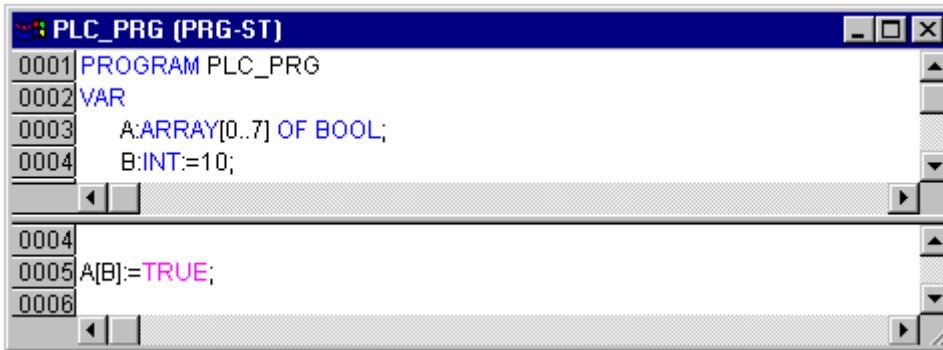 PLC_PRG (PRG-ST)
0001 PROGRAM PLC_PRG
0002 VAR
0003 A:ARRAY[0..7] OF BOOL;
0004 B:INT:=10;
0004
0005 A[B]:=TRUE;
0006